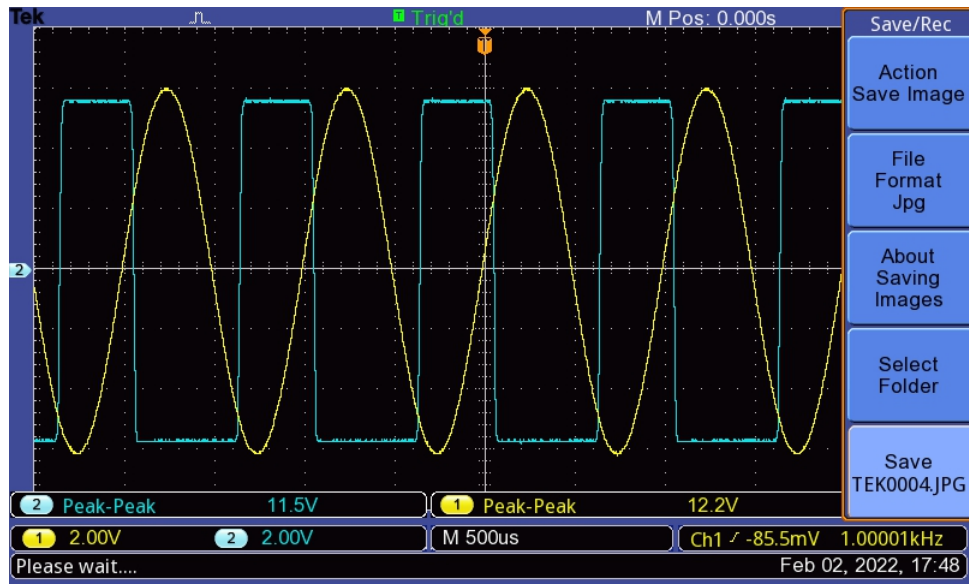 Tek
T Trig'd
M Pos: 0.000s
Save/Rec
T
Action
Save Image
File
Format
Jpg
About
Saving
Images
Select
Folder
Save
TEK0004.JPG
2
2 Peak-Peak 11.5V
1 Peak-Peak 12.2V
1 2.00V 2 2.00V
M 500us
Ch1 -85.5mV 1.00001kHz
Please wait....
Feb 02, 2022, 17:48